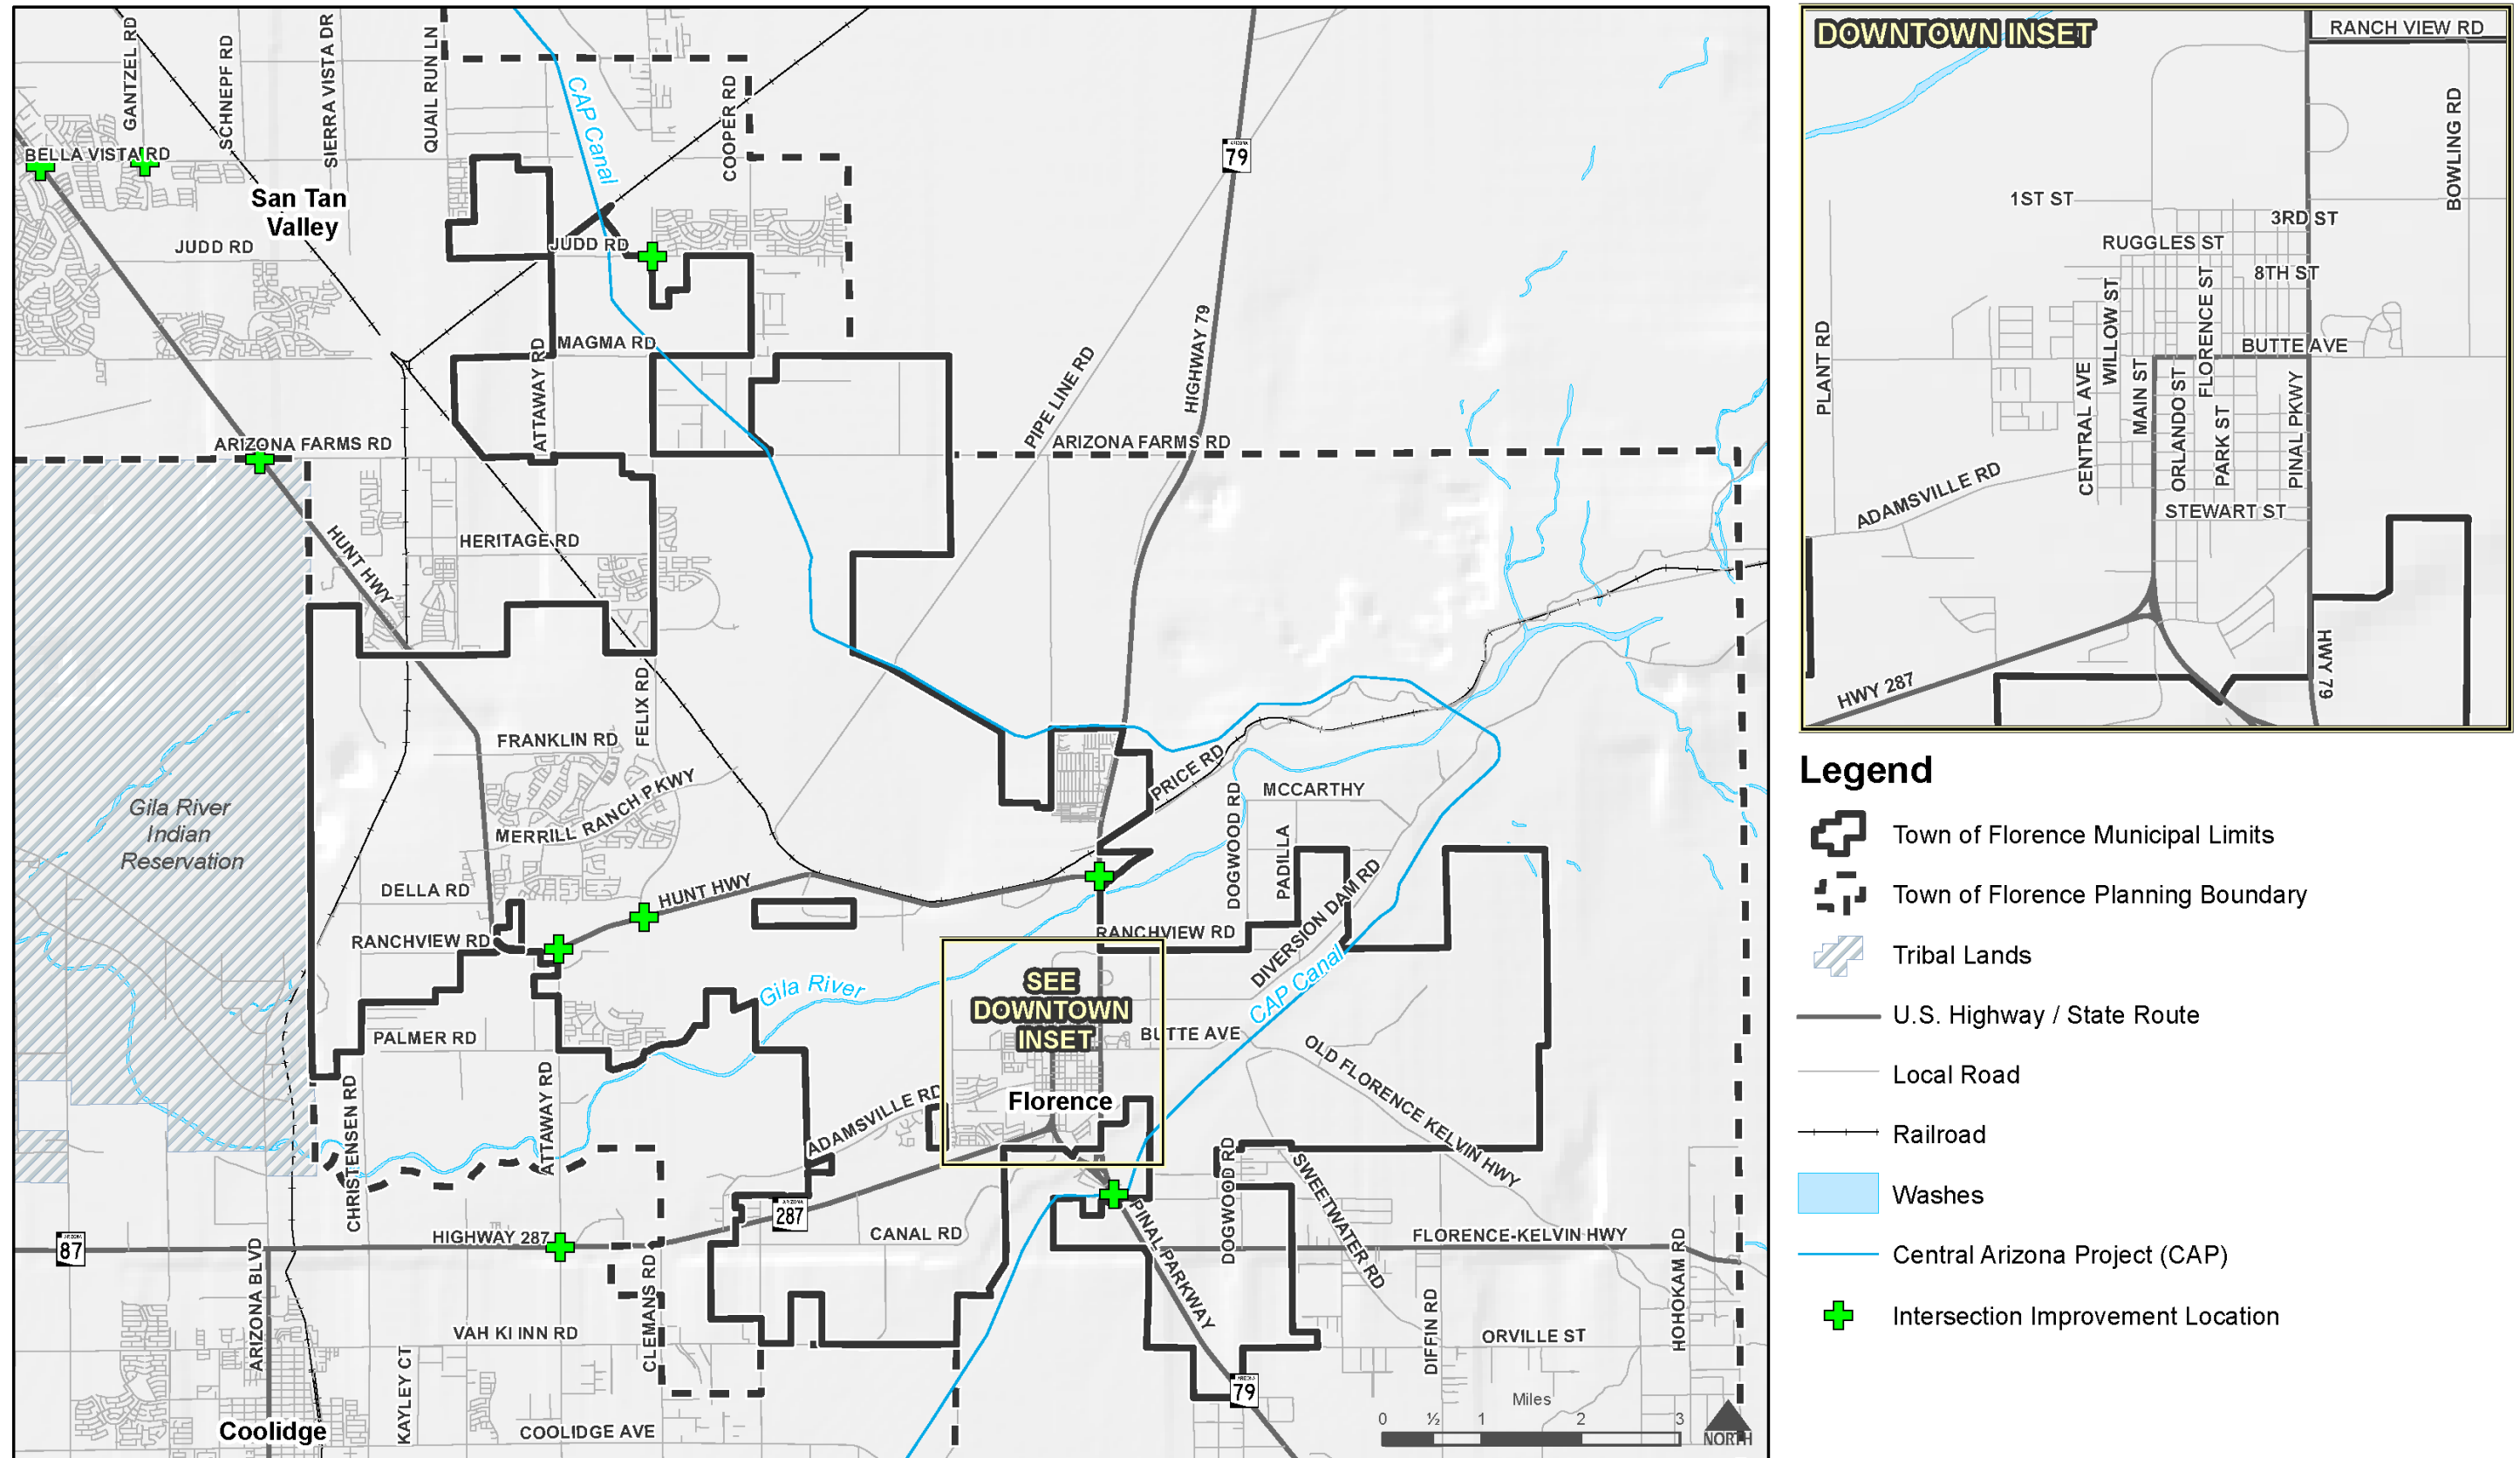 GANTZEL RD
SCHNEPF RD
SIERRA VISTA DR
QUAIL RUN LN
CAP Canal
COOPER RD
BELLA VISTA RD
San Tan
Valley
JUDD RD
JUDD RD
ARIZONA
79
MAGMA RD
ATTAWAY RD
HIGHWAY 79
PIPE LINE RD
ARIZONA FARMS RD
ARIZONA FARMS RD
HUNT HWY
HERITAGE RD
FELIX RD
FRANKLIN RD
MERRILL RANCH PKWY
Gila River
Indian
Reservation
PRICE RD
MCCARTHY
DOGWOOD RD
PADILLA
DIVERSION DAM RD
DELLA RD
HUNT HWY
RANCHVIEW RD
RANCHVIEW RD
Gila River
SEE
DOWNTOWN
INSET
CAP Canal
BUTTE AVE
PALMER RD
OLD FLORENCE KELVIN HWY
CHRISTENSEN RD
ATTAWAY RD
ADAMSVILLE RD
Florence
DOGWOOD RD
SWEETWATER RD
ARIZONA
287
ARIZONA
87
HIGHWAY 287
CANAL RD
PINAL PARKWAY
FLORENCE-KELVIN HWY
HOHOKAM RD
ARIZONA BLVD
CLEMANS RD
VAH KI INN RD
DIFFIN RD
ORVILLE ST
KAYLEY CT
ARIZONA
79
Coolidge
COOLIDGE AVE
Miles
0 ½ 1 2 3
NORTH
DOWNTOWN INSET
RANCH VIEW RD
BOWLING RD
1ST ST
3RD ST
RUGGLES ST
8TH ST
WILLOW ST
FLORENCE ST
PLANT RD
BUTTE AVE
CENTRAL AVE
MAIN ST
ORLANDO ST
PARK ST
PINAL PKWY
ADAMSVILLE RD
STEWART ST
HWY 287
HWY 79
Legend
Town of Florence Municipal Limits
Town of Florence Planning Boundary
Tribal Lands
U.S. Highway / State Route
Local Road
Railroad
Washes
Central Arizona Project (CAP)
Intersection Improvement Location